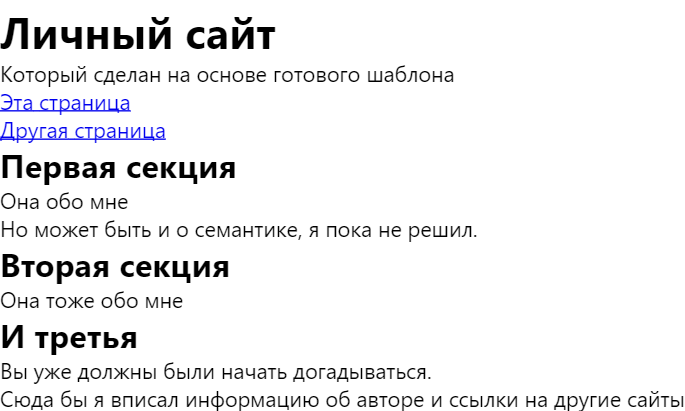 Личный сайт
Который сделан на основе готового шаблона
Эта страница
Другая страница
Первая секция
Она обо мне
Но может быть и о семантике, я пока не решил.
Вторая секция
Она тоже обо мне
И третья
Вы уже должны были начать догадываться.
Сюда бы я вписал информацию об авторе и ссылки на другие сайты